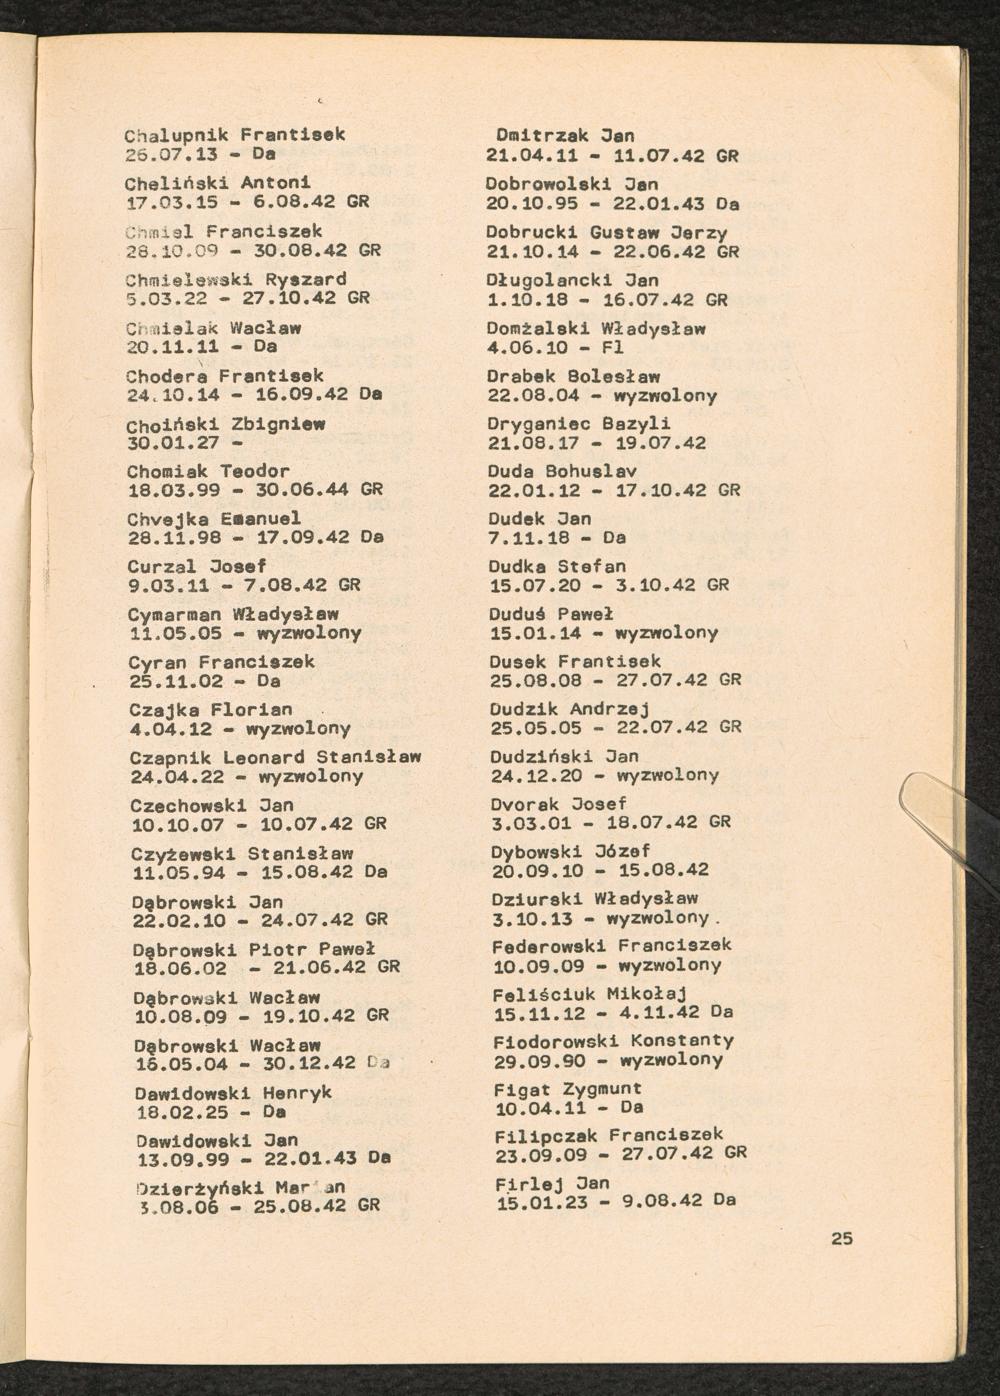 Chalupnik Frantisek
26.07.13 - Da
Cheliński Antoni
17.03.15 - 6.08.42 GR
Chmiel Franciszek
28.10.09 - 30.08.42 GR
Chmielewski Ryszard
5.03.22 - 27.10.42 GR
Chmielak Wacław
20.11.11 - Da
Chodera Frantisek
24.10.14 - 16.09.42 Da
Choiński Zbigniew
30.01.27 -
Chomiak Teodor
18.03.99 - 30.06.44 GR
Chvejka Emanuel
28.11.98 - 17.09.42 Da
Curzal Josef
9.03.11 - 7.08.42 GR
Cymarman Władysław
11.05.05 - wyzwolony
Cyran Franciszek
25.11.02 - Da
Czajka Florian
4.04.12 - wyzwolony
Czapnik Leonard Stanisław
24.04.22 - wyzwolony
Czechowski Jan
10.10.07 - 10.07.42 GR
Czyżewski Stanisław
11.05.94 - 15.08.42 Da
Dąbrowski Jan
22.02.10 - 24.07.42 GR
Dąbrowski Piotr Paweł
18.06.02 - 21.06.42 GR
Dąbrowski Wacław
10.08.09 - 19.10.42 GR
Dąbrowski Wacław
16.05.04 - 30.12.42 Da
Dawidowski Henryk
18.02.25 - Da
Dawidowski Jan
13.09.99 - 22.01.43 Da
Dzierżyński Marian
3.08.06 - 25.08.42 GR
Dmitrzak Jan
21.04.11 - 11.07.42 GR
Dobrowolski Jan
20.10.95 - 22.01.43 Da
Dobrucki Gustaw Jerzy
21.10.14 - 22.06.42 GR
Długolancki Jan
1.10.18 - 16.07.42 GR
Domżalski Władysław
4.06.10 - Fl
Drabek Bolesław
22.08.04 - wyzwolony
Dryganiec Bazyli
21.08.17 - 19.07.42
Duda Bohuslav
22.01.12 - 17.10.42 GR
Dudek Jan
7.11.18 - Da
Dudka Stefan
15.07.20 - 3.10.42 GR
Duduś Paweł
15.01.14 - wyzwolony
Dusek Frantisek
25.08.08 - 27.07.42 GR
Dudzik Andrzej
25.05.05 - 22.07.42 GR
Dudziński Jan
24.12.20 - wyzwolony
Dvorak Josef
3.03.01 - 18.07.42 GR
Dybowski Józef
20.09.10 - 15.08.42
Dziurski Władysław
3.10.13 - wyzwolony.
Federowski Franciszek
10.09.09 - wyzwolony
Feliściuk Mikołaj
15.11.12 - 4.11.42 Da
Fiodorowski Konstanty
29.09.90 - wyzwolony
Figat Zygmunt
10.04.11 - Da
Filipczak Franciszek
23.09.09 - 27.07.42 GR
Firlej Jan
15.01.23 - 9.08.42 Da
25